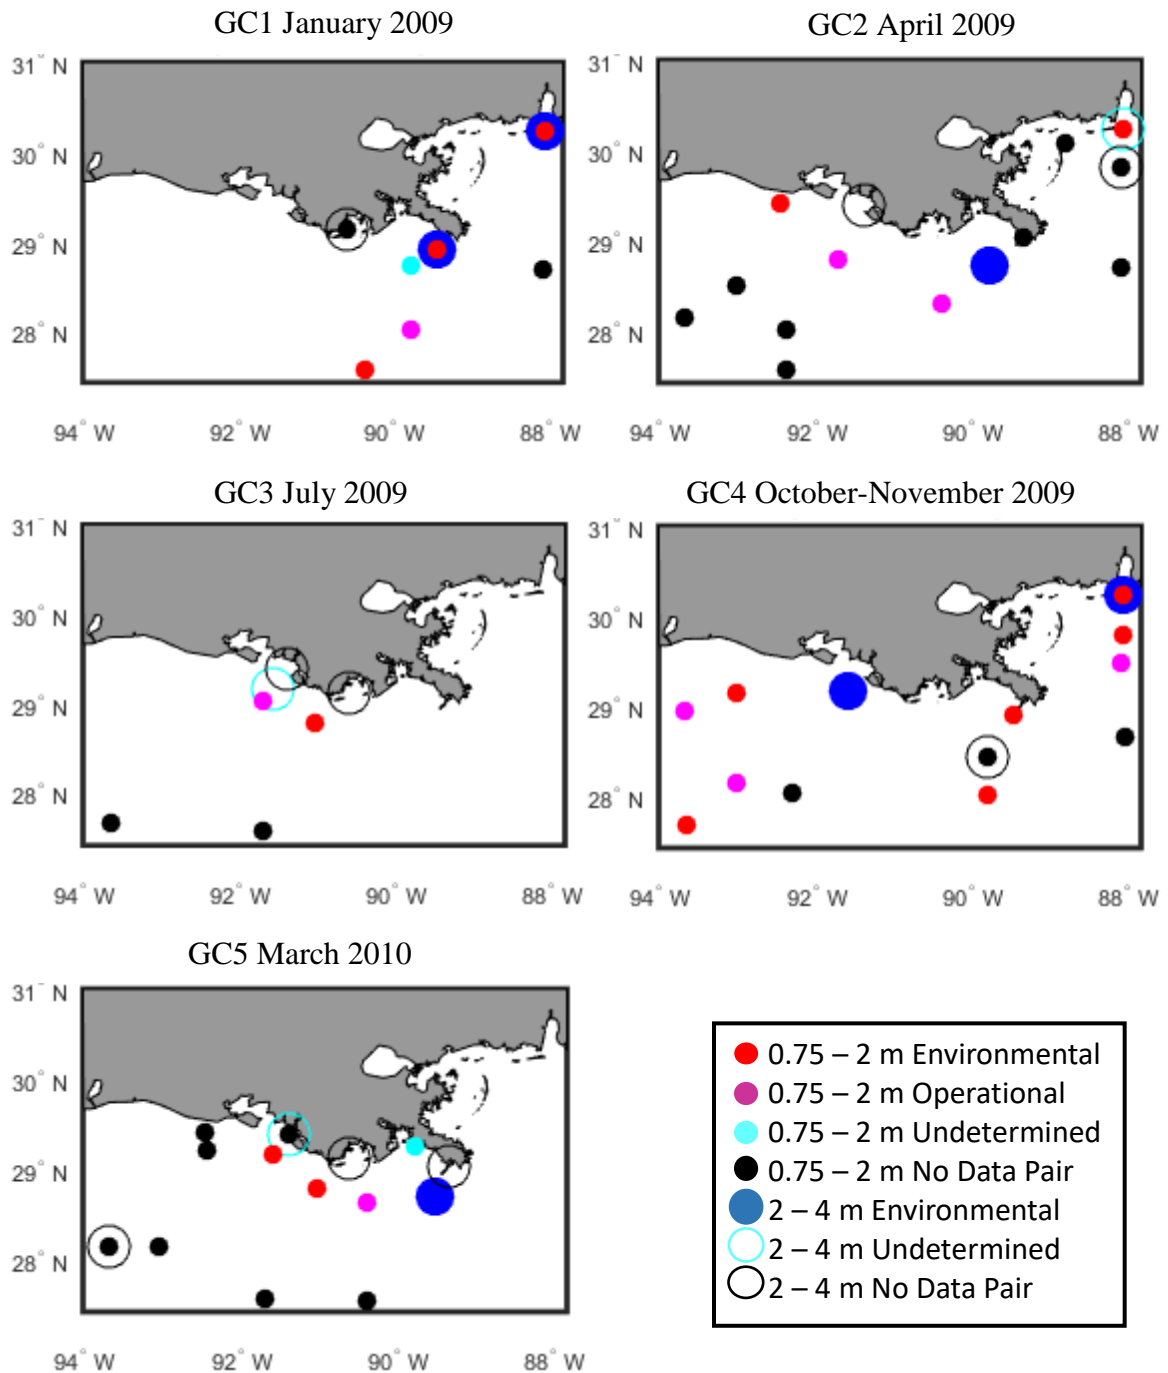 GC1 January 2009
GC2 April 2009
31° N
30° N
29° N
28° N
94° W 92° W 90° W 88° W
31° N
30° N
29° N
28° N
94° W 92° W 90° W 88° W
GC3 July 2009
GC4 October-November 2009
31° N
30° N
29° N
28° N
94° W 92° W 90° W 88° W
31° N
30° N
29° N
28° N
94° W 92° W 90° W 88° W
GC5 March 2010
31° N
30° N
29° N
28° N
94° W 92° W 90° W 88° W
0.75 – 2 m Environmental
0.75 – 2 m Operational
0.75 – 2 m Undetermined
0.75 – 2 m No Data Pair
2 – 4 m Environmental
2 – 4 m Undetermined
2 – 4 m No Data Pair